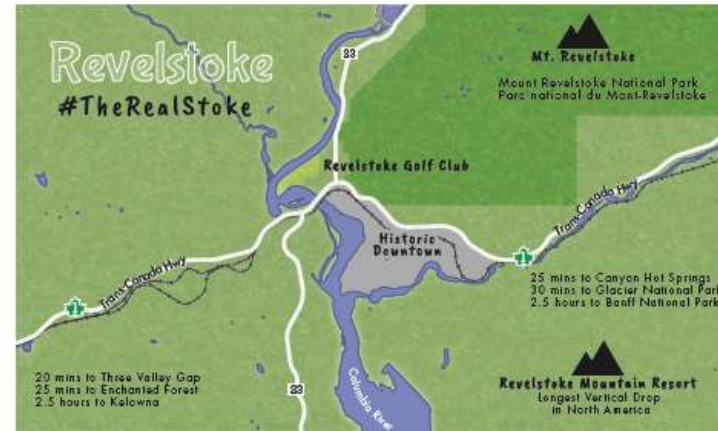 Revelstoke
#TheRealStoke
23
Mt. Revelstoke
Mount Revelstoke National Park
Parc national du Mont-Revelstoke
Revelstoke Golf Club
Trans-Canada Hwy
Historic
Downtown
1
25 mins to Canyon Hot Springs
30 mins to Glacier National Park
2.5 hours to Banff National Park
Trans-Canada Hwy
1
20 mins to Three Valley Gap
25 mins to Enchanted Forest
2.5 hours to Kelowna
23
Columbia River
Revelstoke Mountain Resort
Longest Vertical Drop
in North America